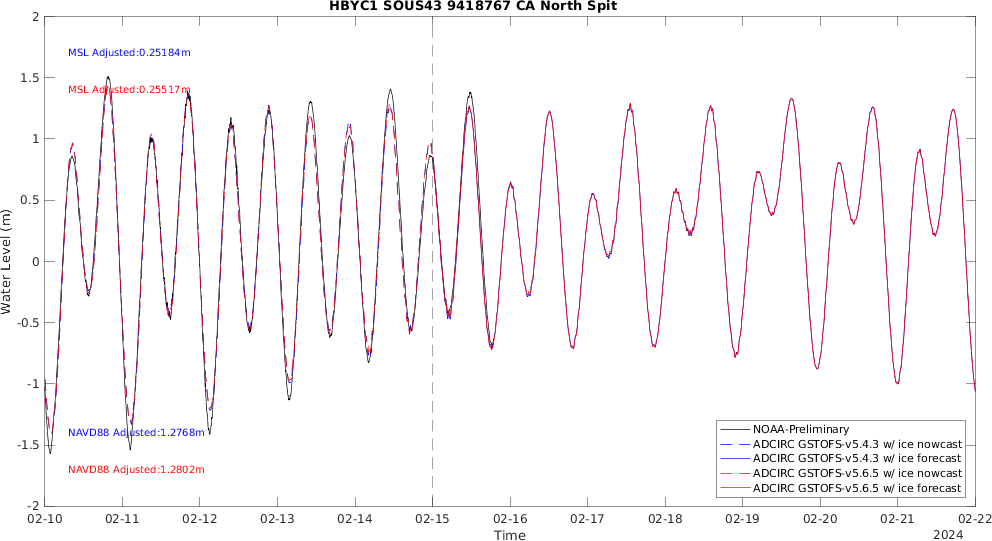 HBYC1 SOUS43 9418767 CA North Spit
MSL Adjusted:0.25184m
MSL Adjusted:0.25517m
NAVD88 Adjusted:1.2768m
NAVD88 Adjusted:1.2802m
Water Level (m)
2
1.5
1
0.5
0
-0.5
-1
-1.5
-2
NOAA-Preliminary
ADCIRC GSTOFS-v5.4.3 w/ ice nowcast
ADCIRC GSTOFS-v5.4.3 w/ ice forecast
ADCIRC GSTOFS-v5.6.5 w/ ice nowcast
ADCIRC GSTOFS-v5.6.5 w/ ice forecast
02-10 02-11 02-12 02-13 02-14 02-15 02-16 02-17 02-18 02-19 02-20 02-21 02-22
Time
2024